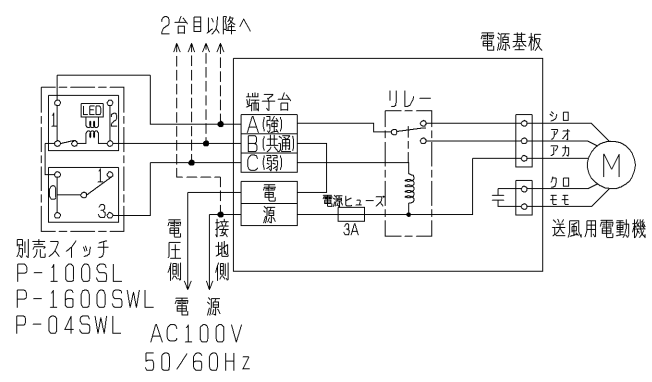 2台目以降へ
電源基板
端子台
リレー
LED
1
2
A(強)
B(共通)
C(弱)
シロ
アオ
アカ
M
クロ
モモ
0
1
3
電
源
電源ヒューズ
3A
送風用電動機
電圧側
接地側
別売スイッチ
P-100SL
P-1600SWL
P-04SWL
電 源
AC100V
50/60Hz